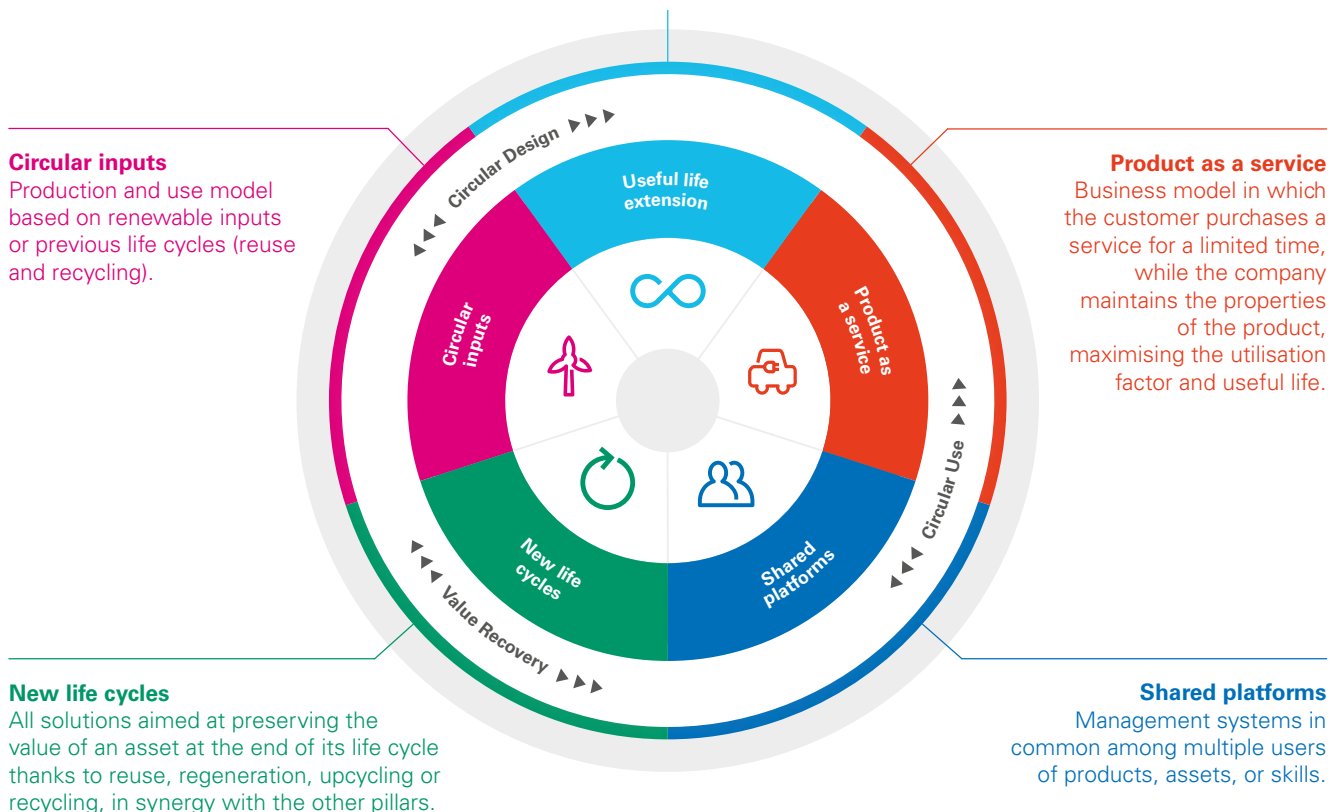 Circular Design
Useful life
extension
Circular inputs
Production and use model
based on renewable inputs
or previous life cycles (reuse
and recycling).
Product as a service
Business model in which
the customer purchases a
service for a limited time,
while the company
maintains the properties
of the product,
maximising the utilisation
factor and useful life.
Circular
inputs
Product as
a service
Circular Use
New life
cycles
Shared
platforms
Value Recovery
New life cycles
All solutions aimed at preserving the
value of an asset at the end of its life cycle
thanks to reuse, regeneration, upcycling or
recycling, in synergy with the other pillars.
Shared platforms
Management systems in
common among multiple users
of products, assets, or skills.